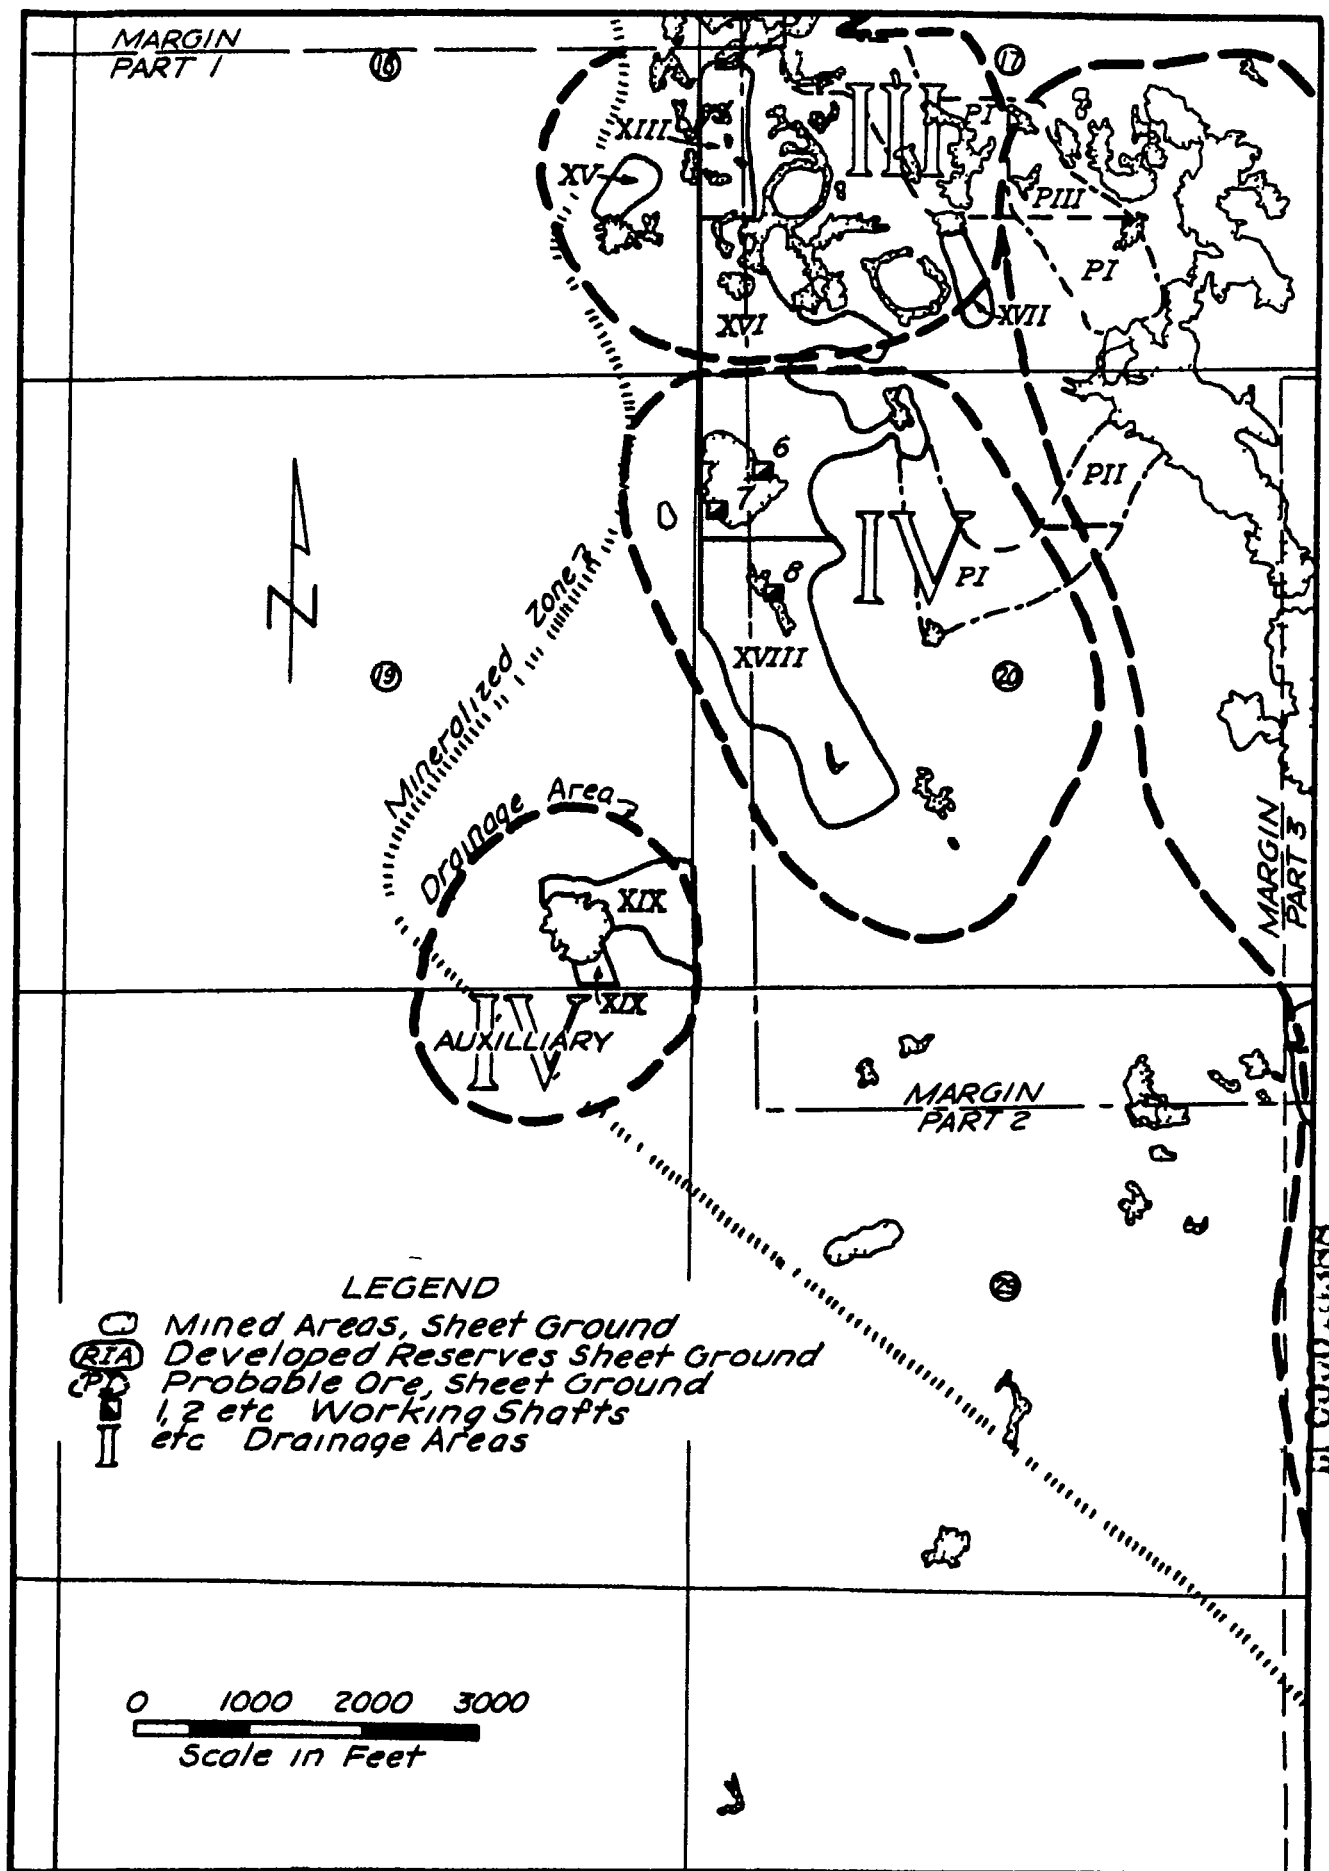 MARGIN
PART 1
18
17
III
PI
XIII
XV
PIII
PI
XVI
XVII
6
7
PII
IV
PI
8
Mineralized Zone
XVIII
19
20
Drainage Area
MARGIN
PART 3
XIX
XIX
IV
AUXILLIARY
MARGIN
PART 2
29
LEGEND
Mined Areas, Sheet Ground
RIA Developed Reserves Sheet Ground
PI Probable Ore, Sheet Ground
1, 2 etc Working Shafts
I etc Drainage Areas
0 1000 2000 3000
Scale in Feet
N